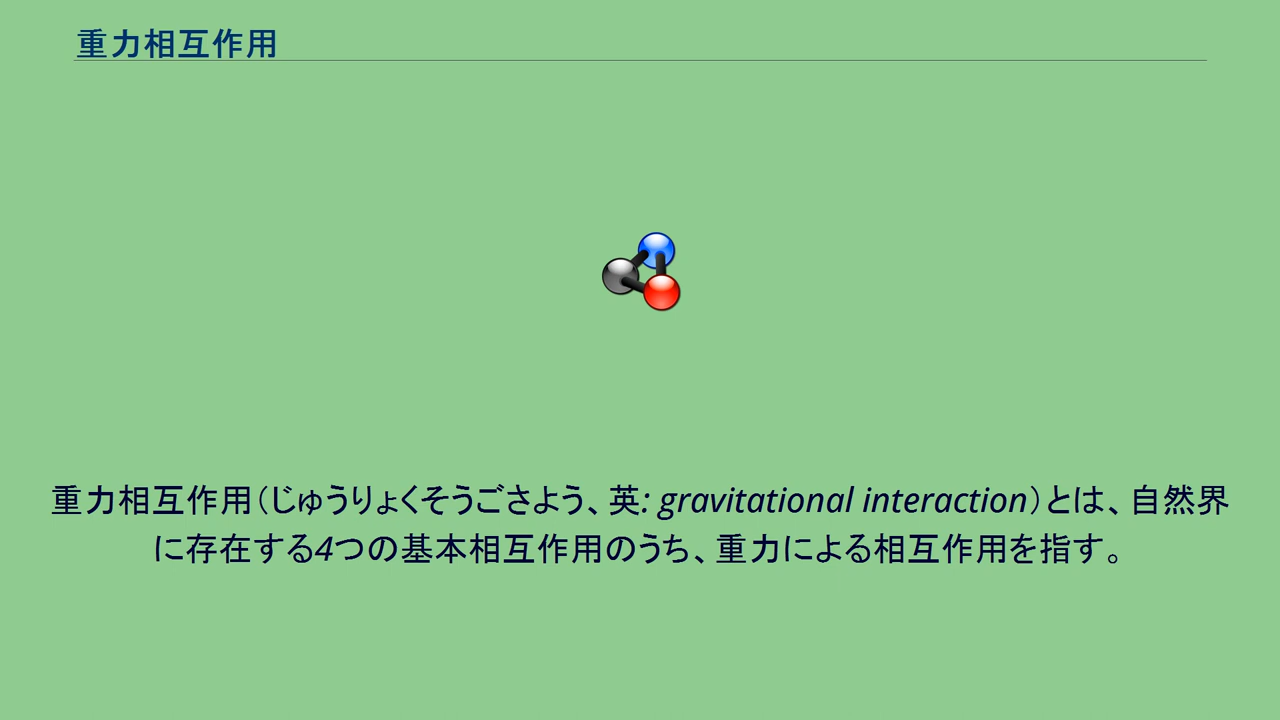 重力相互作用
重力相互作用（じゅうりょくそうごさよう、英: gravitational interaction）とは、自然界
に存在する4つの基本相互作用のうち、重力による相互作用を指す。